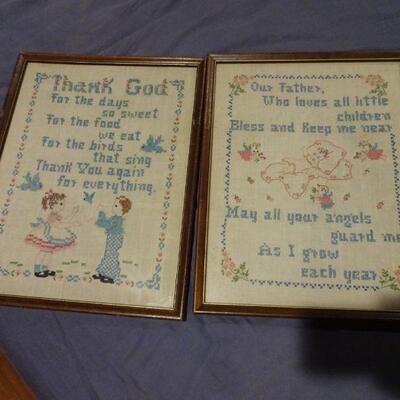 Thank God
for the days
so sweet
for the food
we eat
for the birds
that sing
Thank You again
for everything.
Our Father,
Who loves all little
children
Bless and Keep me near
May all your angels
guard me
As I grow
each year